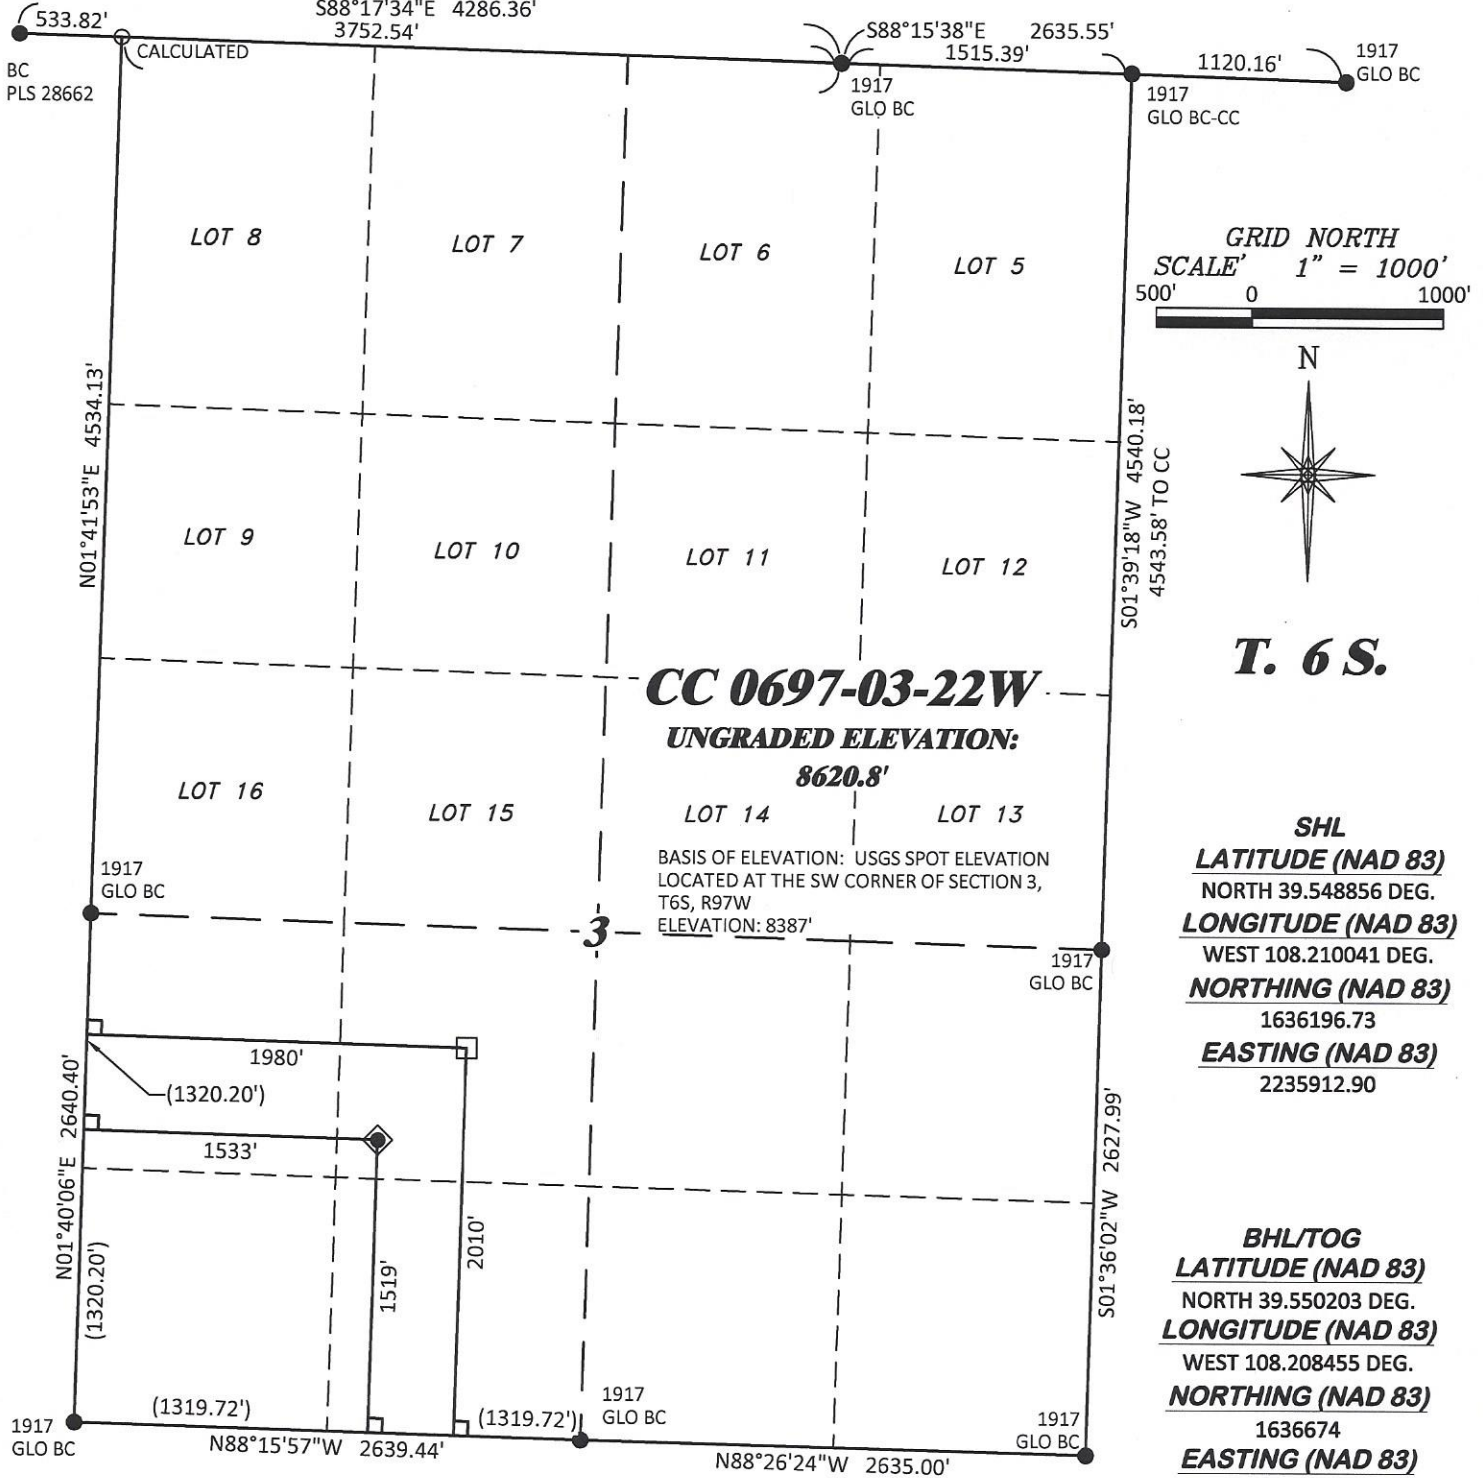 S88°17'34"E 4286.36'
533.82'
3752.54'
S88°15'38"E 2635.55'
1515.39'
1120.16'
1917
GLO BC
CALCULATED
BC
PLS 28662
1917
GLO BC
1917
GLO BC-CC
LOT 8
LOT 7
LOT 6
LOT 5
GRID NORTH
SCALE' 1" = 1000'
500' 0 1000'
N
N01°41'53"E 4534.13'
S01°39'18"W 4540.18'
4543.58' TO CC
LOT 9
LOT 10
LOT 11
LOT 12
T. 6 S.
CC 0697-03-22W
UNGRADED ELEVATION:
8620.8'
LOT 16
LOT 15
LOT 14
LOT 13
BASIS OF ELEVATION: USGS SPOT ELEVATION
LOCATED AT THE SW CORNER OF SECTION 3,
T6S, R97W
ELEVATION: 8387'
1917
GLO BC
3
1917
GLO BC
SHL
LATITUDE (NAD 83)
NORTH 39.548856 DEG.
LONGITUDE (NAD 83)
WEST 108.210041 DEG.
NORTHING (NAD 83)
1636196.73
EASTING (NAD 83)
2235912.90
1980'
(1320.20')
1533'
N01°40'06"E 2640.40'
(1320.20')
1519'
2010'
S01°36'02"W 2627.99'
BHL/TOG
LATITUDE (NAD 83)
NORTH 39.550203 DEG.
LONGITUDE (NAD 83)
WEST 108.208455 DEG.
NORTHING (NAD 83)
1636674
EASTING (NAD 83)
1917
GLO BC
(1319.72')
(1319.72')
1917
GLO BC
1917
GLO BC
N88°15'57"W 2639.44'
N88°26'24"W 2635.00'